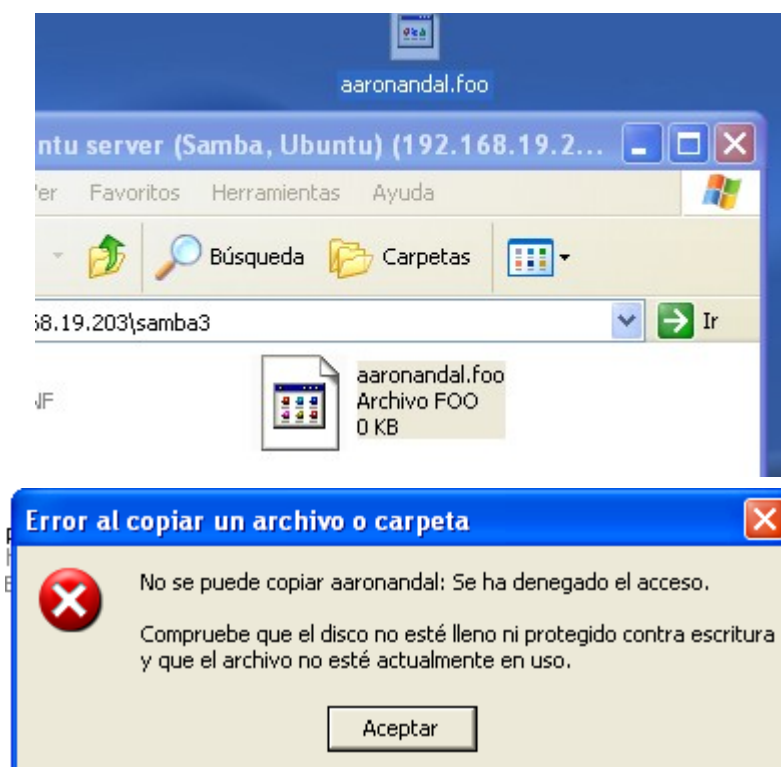 aaronandal.foo
ntu server (Samba, Ubuntu) (192.168.19.2...
Ver Favoritos Herramientas Ayuda
Búsqueda Carpetas
68.19.203\samba3 Ir
aaronandal.foo
Archivo FOO
0 KB
Error al copiar un archivo o carpeta
No se puede copiar aaronandal: Se ha denegado el acceso.
Compruebe que el disco no esté lleno ni protegido contra escritura
y que el archivo no esté actualmente en uso.
Aceptar